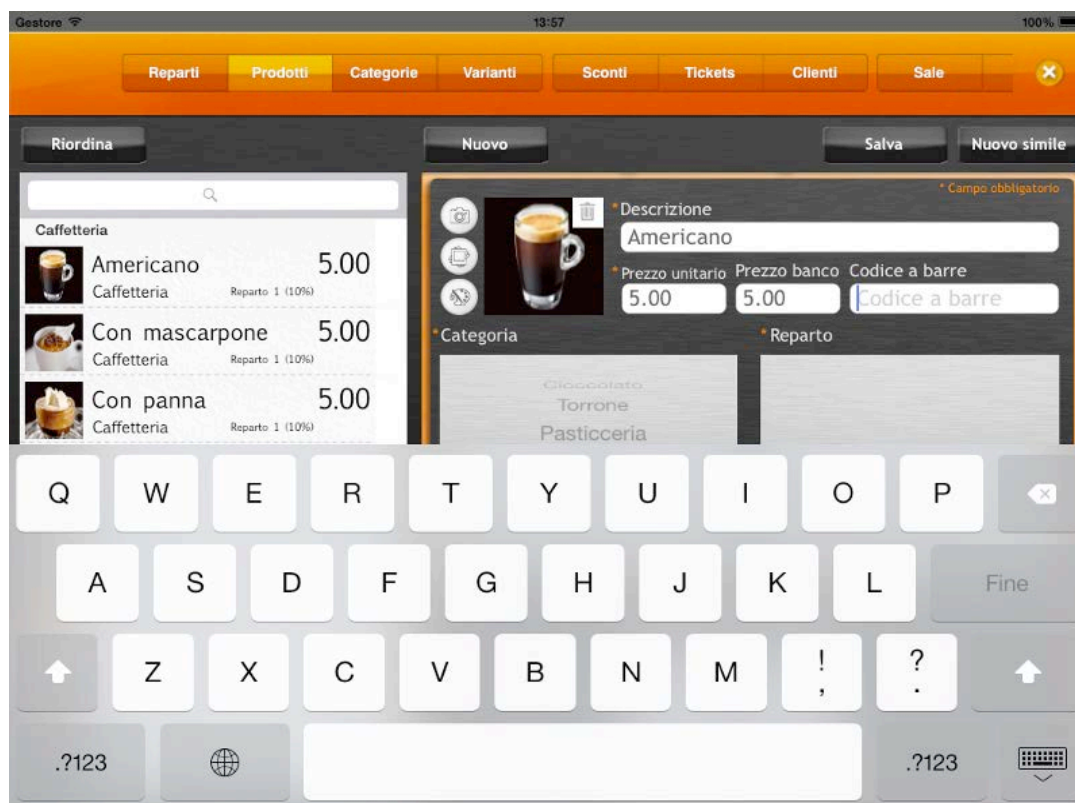 Gestore 13:57 100%
Reparti Prodotti Categorie Varianti Sconti Tickets Clienti Sale
Riordina Nuovo Salva Nuovo simile
* Campo obbligatorio
Caffetteria
Americano 5.00
Caffetteria Reparto 1 (10%)
Con mascarpone 5.00
Caffetteria Reparto 1 (10%)
Con panna 5.00
Caffetteria Reparto 1 (10%)
* Descrizione
Americano
* Prezzo unitario Prezzo banco Codice a barre
5.00 5.00 Codice a barre
* Categoria * Reparto
Cioccolato
Torrone
Pasticceria
Q W E R T Y U I O P
A S D F G H J K L Fine
Z X C V B N M ! , ? .
.?123 .?123